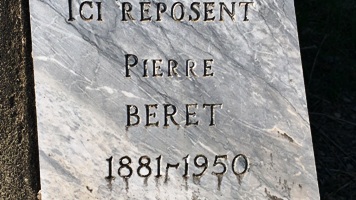 ICI REPOSENT
PIERRE
BERET
1881-1950